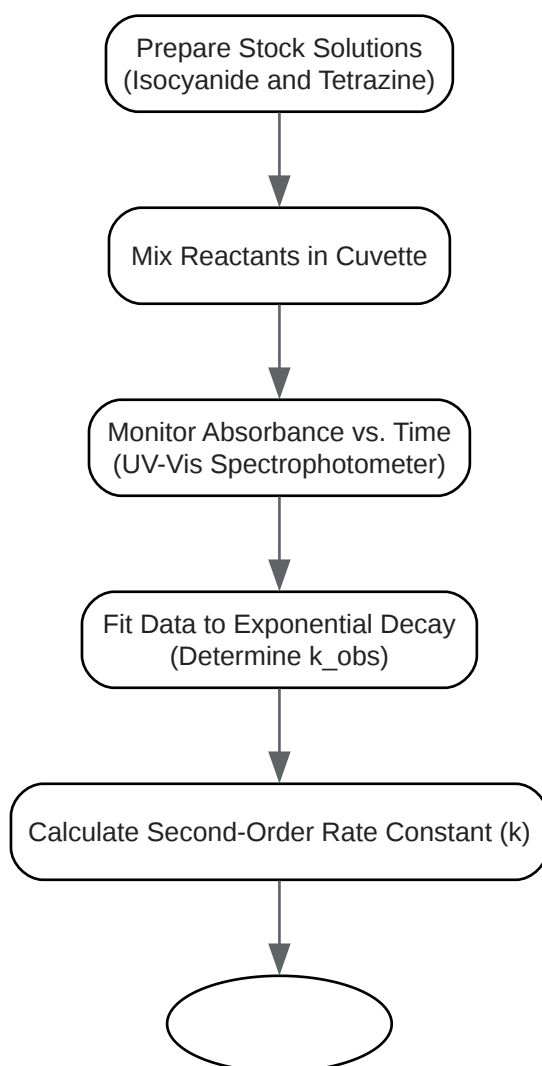 Prepare Stock Solutions
(Isocyanide and Tetrazine)
Mix Reactants in Cuvette
Monitor Absorbance vs. Time
(UV-Vis Spectrophotometer)
Fit Data to Exponential Decay
(Determine k_obs)
Calculate Second-Order Rate Constant (k)